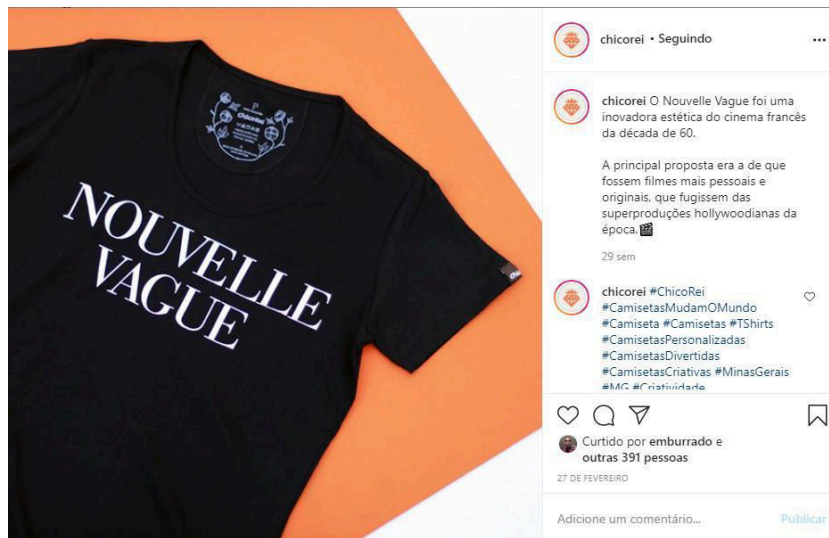 chicorei • Seguindo
chicorei O Nouvelle Vague foi uma
inovadora estética do cinema francês
da década de 60.
A principal proposta era a de que
fossem filmes mais pessoais e
originais, que fugissem das
superproduções hollywoodianas da
época.🎬
29 sem
chicorei #ChicoRei
#CamisetasMudamOMundo
#Camiseta #Camisetas #TShirts
#CamisetasPersonalizadas
#CamisetasDivertidas
#CamisetasCriativas #MinasGerais
#MG #Criatividade
Curtido por emburrado e
outras 391 pessoas
27 DE FEVEREIRO
Adicione um comentário...
Publicar
P
ChicoRei
NOUVELLE
VAGUE